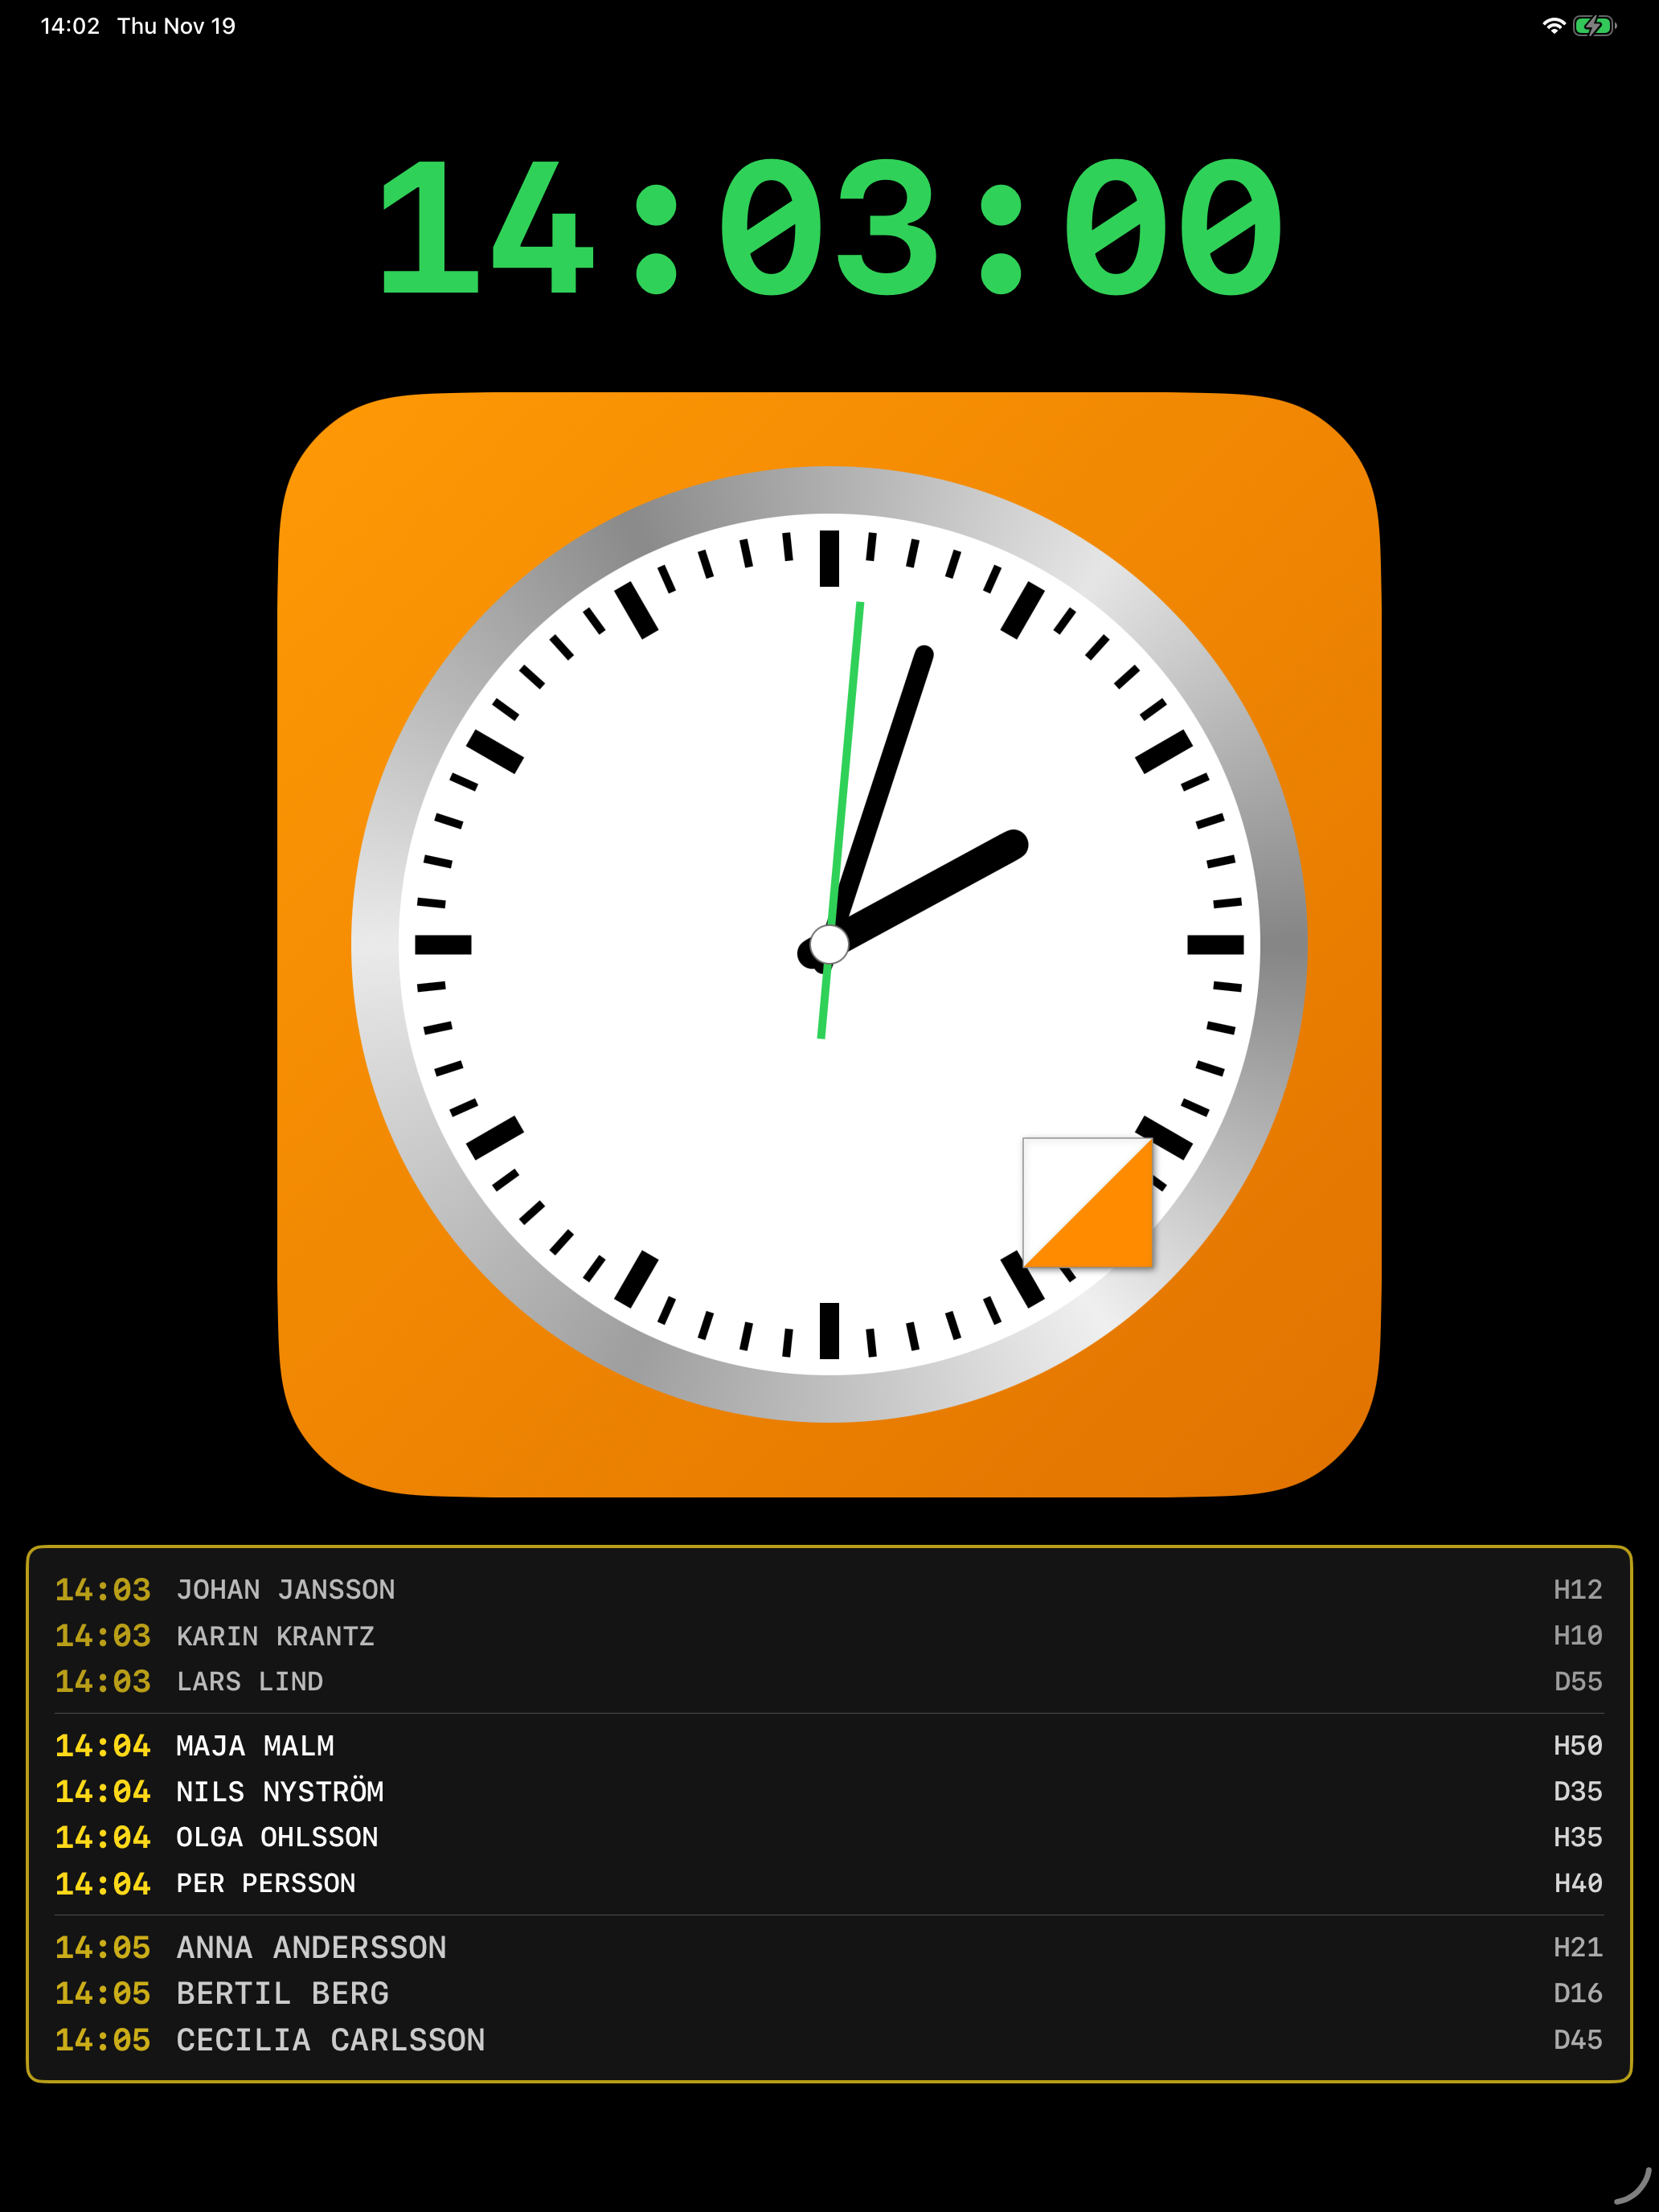 14:02 Thu Nov 19
14:03:00
14:03 JOHAN JANSSON H12
14:03 KARIN KRANTZ H10
14:03 LARS LIND D55
14:04 MAJA MALM H50
14:04 NILS NYSTRÖM D35
14:04 OLGA OHLSSON H35
14:04 PER PERSSON H40
14:05 ANNA ANDERSSON H21
14:05 BERTIL BERG D16
14:05 CECILIA CARLSSON D45